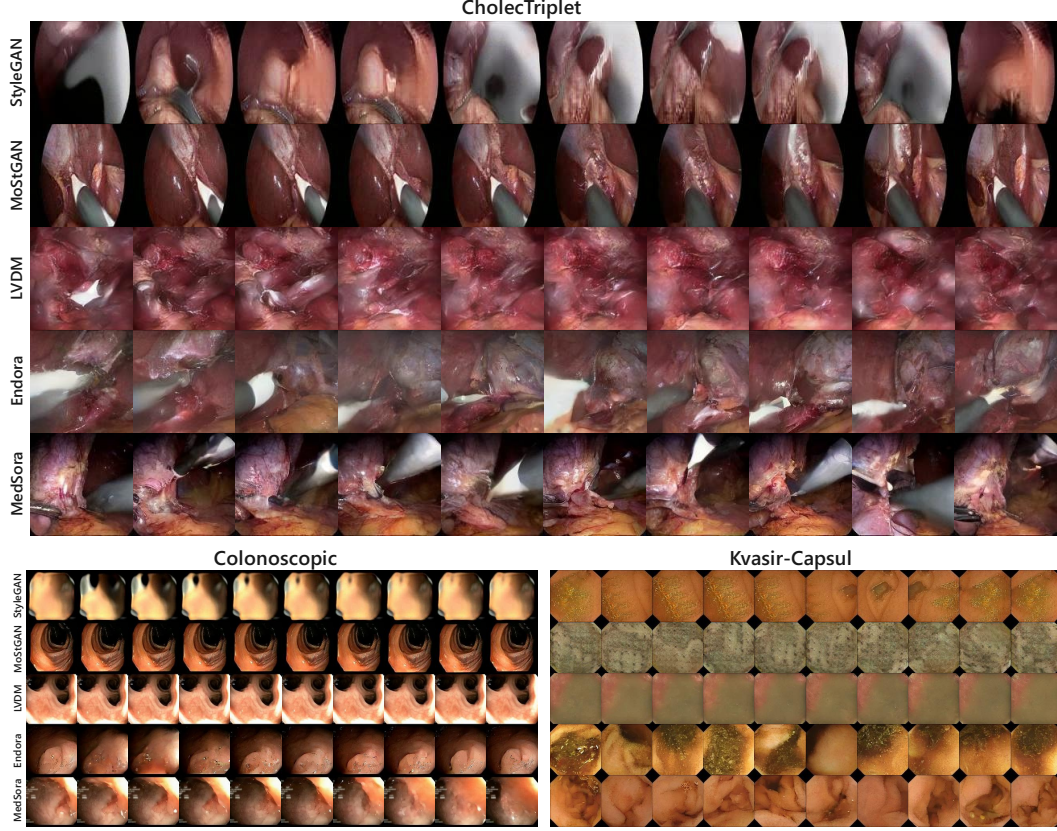 CholecTriplet
StyleGAN
MoStGAN
LVDM
Endora
MedSora
Colonoscopic
StyleGAN
MoStGAN
LVDM
Endora
MedSora
Kvasir-Capsul